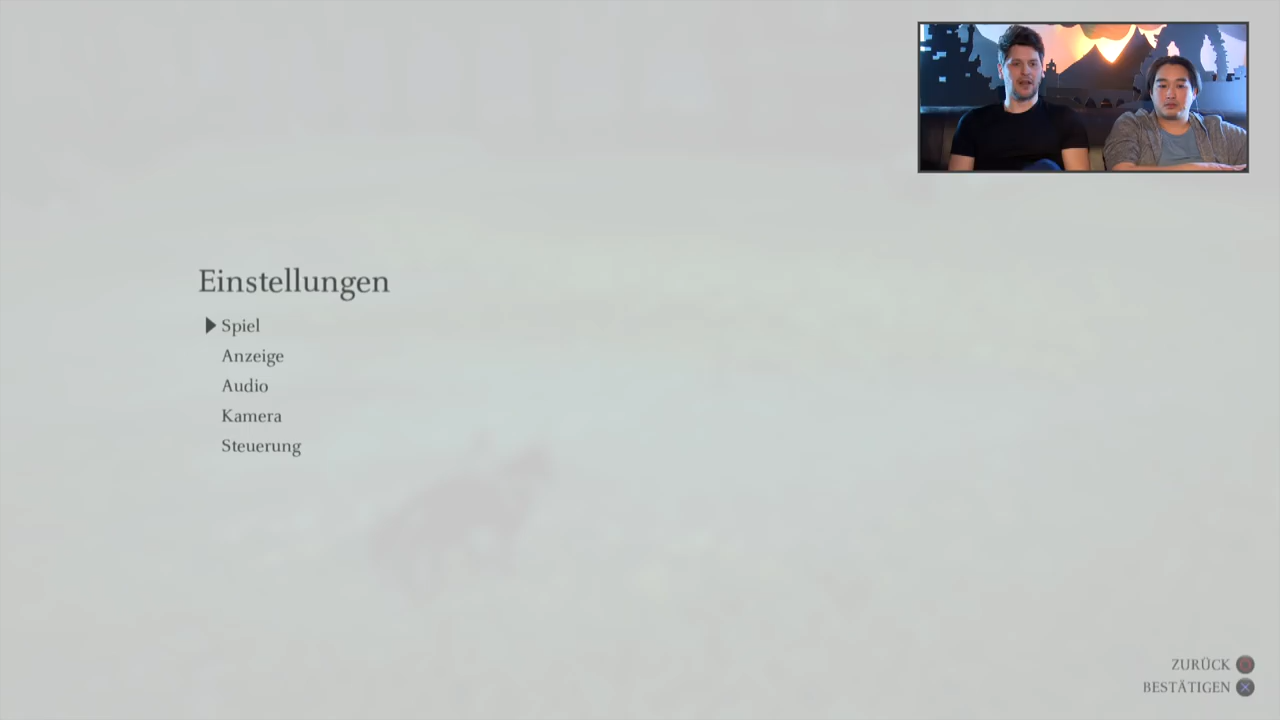 Einstellungen
Spiel
Anzeige
Audio
Kamera
Steuerung
ZURÜCK
BESTÄTIGEN